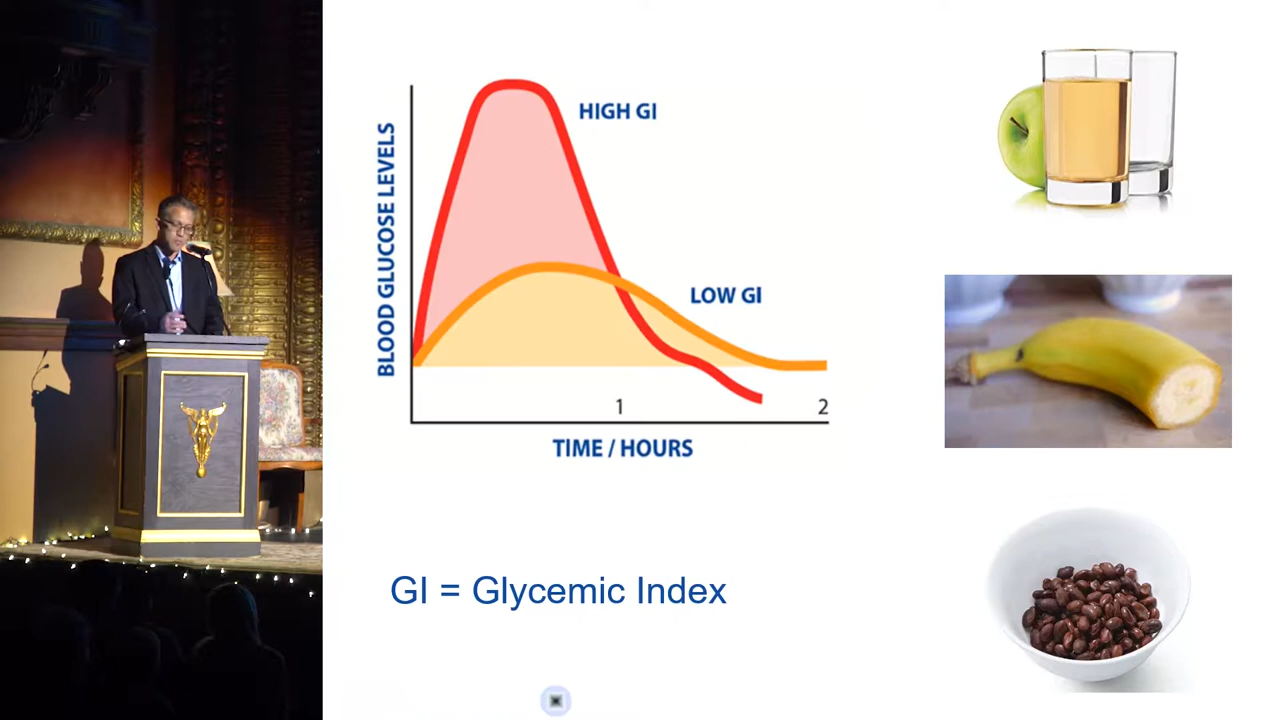 HIGH GI
BLOOD GLUCOSE LEVELS
LOW GI
1
2
TIME / HOURS
GI = Glycemic Index